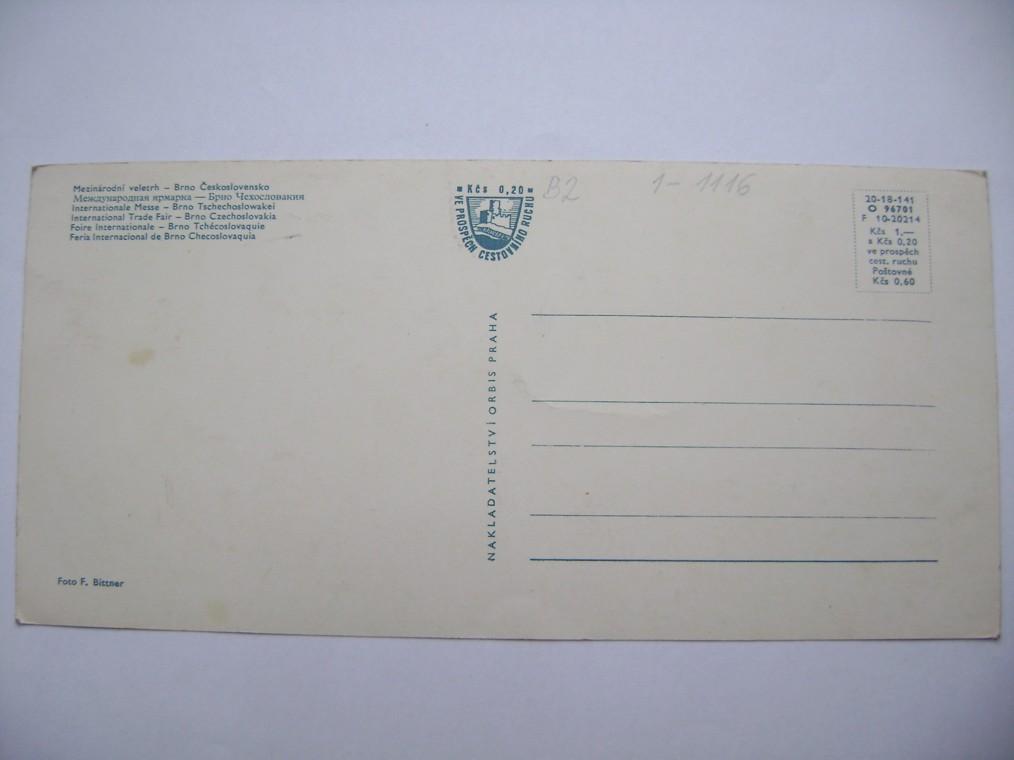 Mezinárodní veletrh – Brno Československo
Международная ярмарка — Брно Чехословакия
Internationale Messe – Brno Tschechoslowakei
International Trade Fair – Brno Czechoslovakia
Foire Internationale – Brno Tchécoslovaquie
Feria Internacional de Brno Checoslovaquia
Foto F. Bittner
Kčs 0,20
VE PROSPĚCH CESTOVNÍHO RUCHU
NAKLADATELSTVÍ ORBIS PRAHA
B2
1- 1116
20-18-141
O 96701
F 10-20214
Kčs 1,—
s Kčs 0,20
ve prospěch
cest. ruchu
Poštovné
Kčs 0,60